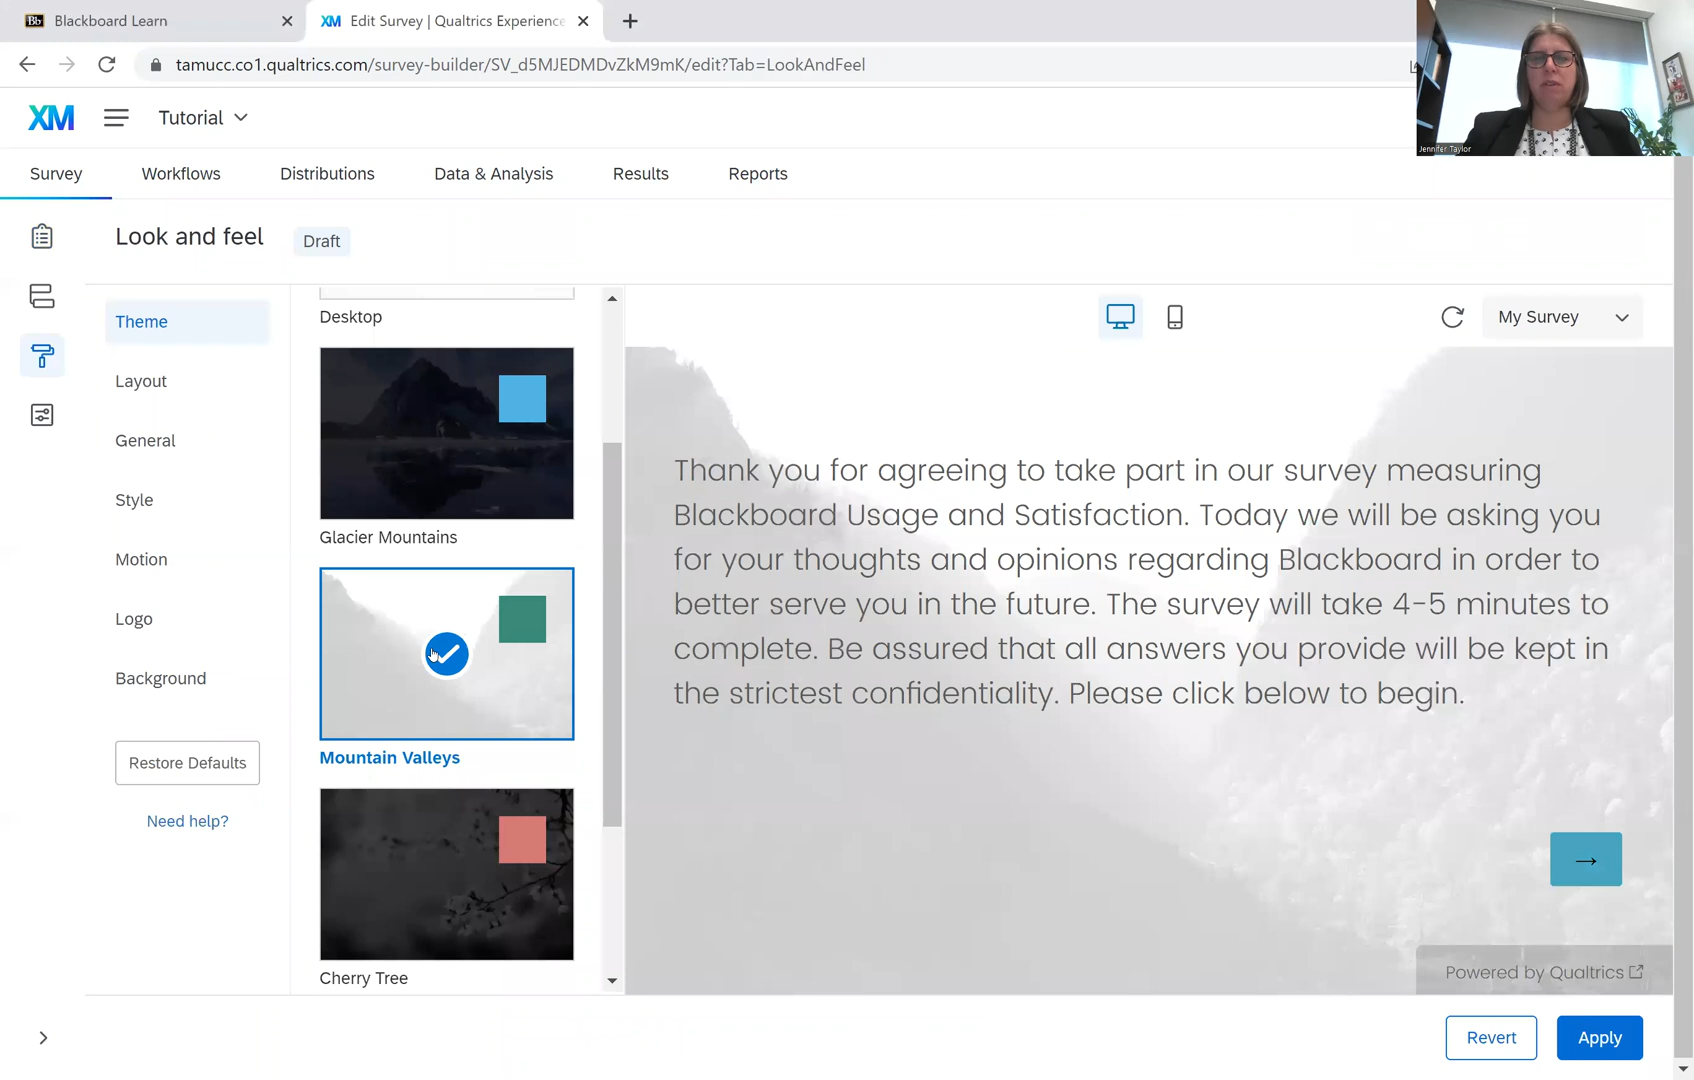 Bb Blackboard Learn
XM Edit Survey | Qualtrics Experience
tamucc.co1.qualtrics.com/survey-builder/SV_d5MJEDMDvZkM9mK/edit?Tab=LookAndFeel
Jennifer Taylor
XM Tutorial
Survey Workflows Distributions Data & Analysis Results Reports
Look and feel Draft
Theme
Layout
General
Style
Motion
Logo
Background
Restore Defaults
Need help?
Desktop
Glacier Mountains
Mountain Valleys
Cherry Tree
My Survey
Thank you for agreeing to take part in our survey measuring
Blackboard Usage and Satisfaction. Today we will be asking you
for your thoughts and opinions regarding Blackboard in order to
better serve you in the future. The survey will take 4-5 minutes to
complete. Be assured that all answers you provide will be kept in
the strictest confidentiality. Please click below to begin.
→
Powered by Qualtrics
Revert Apply